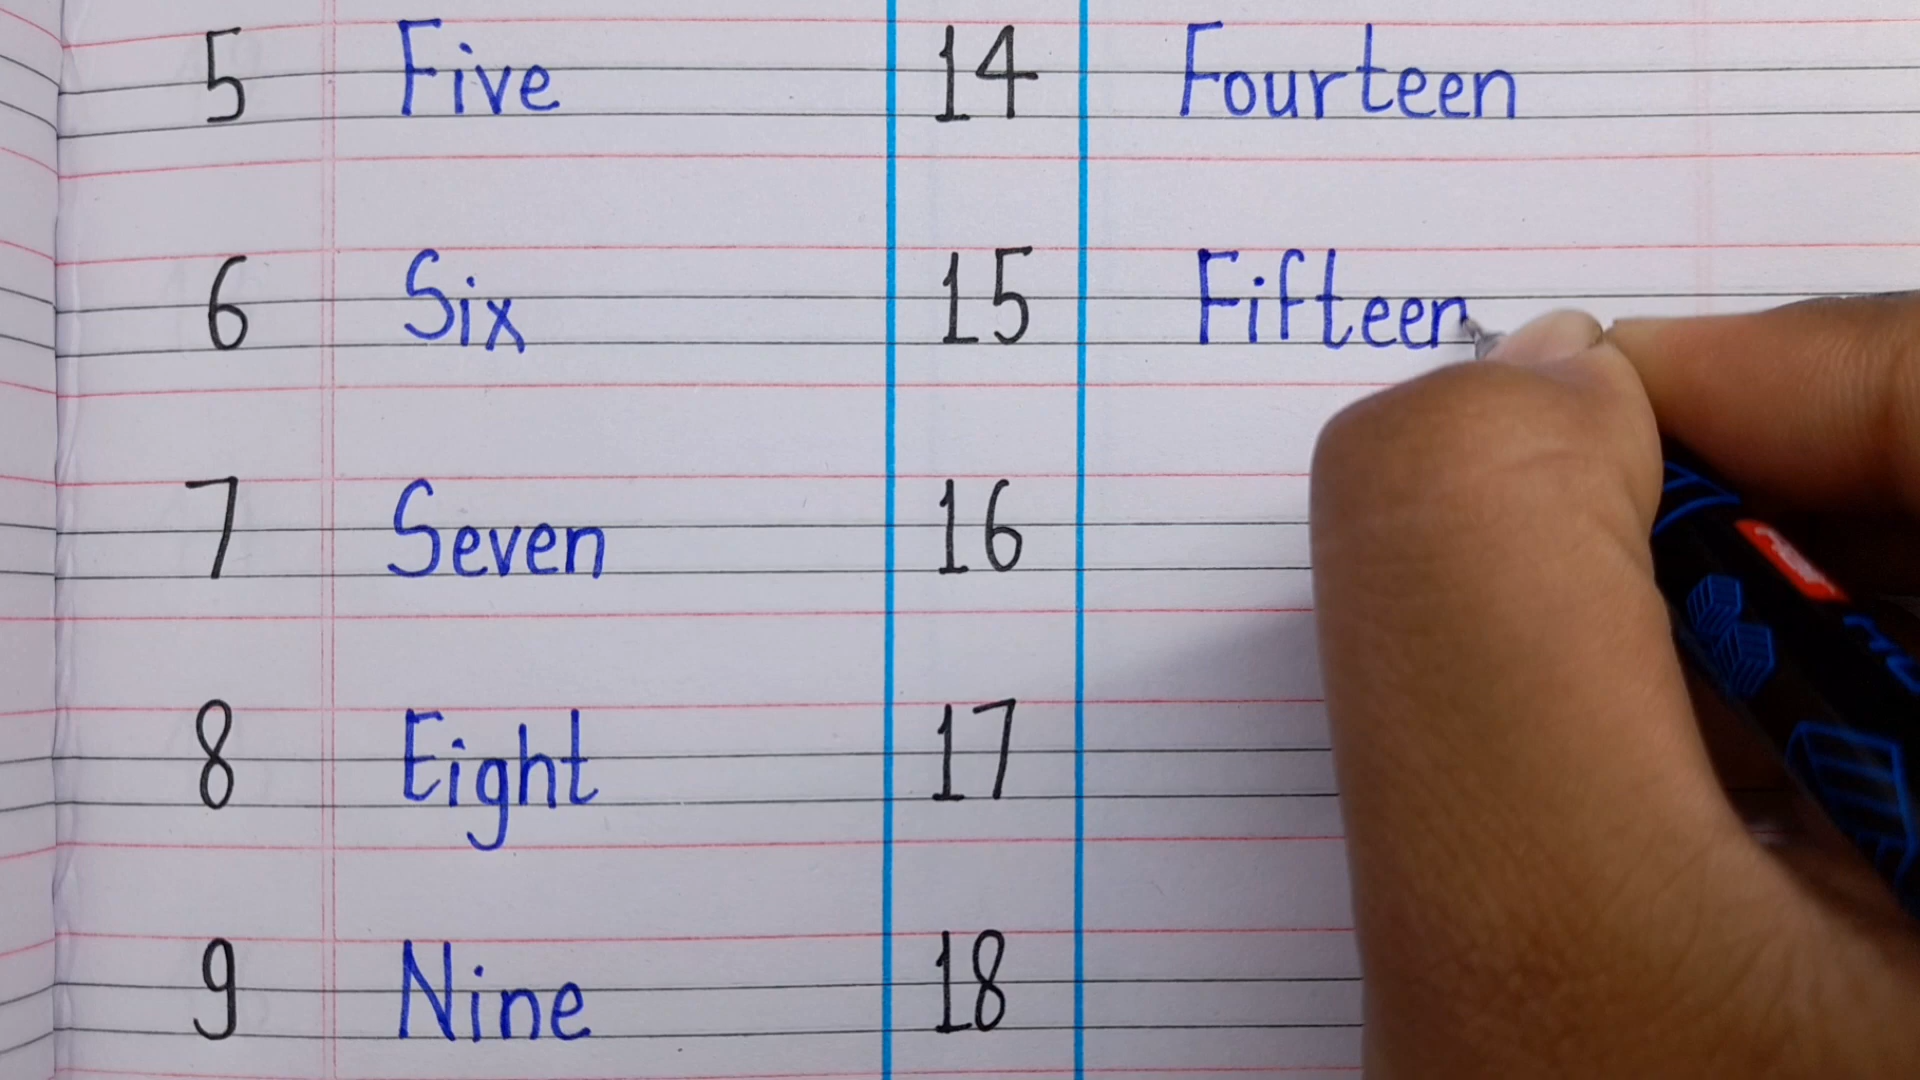 5 Five 14 Fourteen
6 Six 15 Fifteen
7 Seven 16
8 Eight 17
9 Nine 18